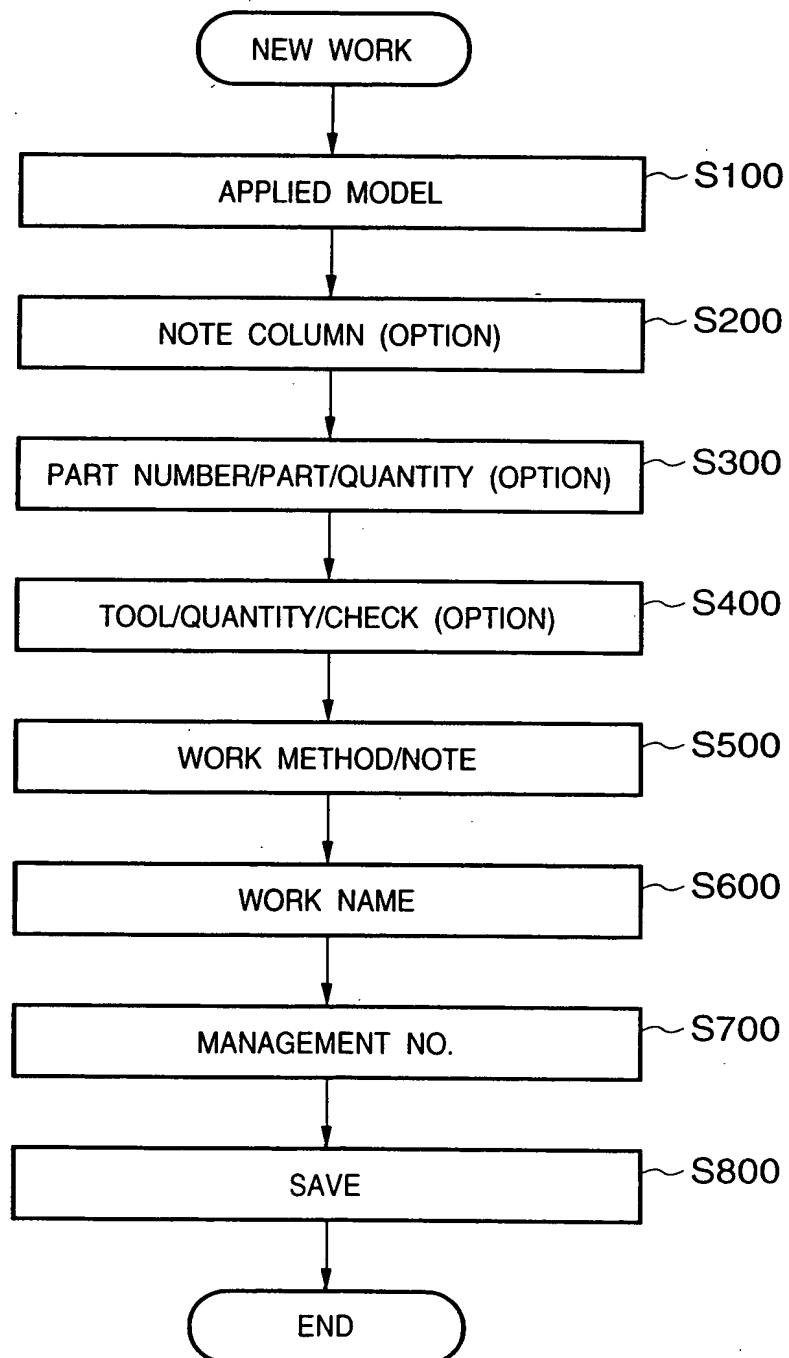 NEW WORK
APPLIED MODEL
S100
NOTE COLUMN (OPTION)
S200
PART NUMBER/PART/QUANTITY (OPTION)
S300
TOOL/QUANTITY/CHECK (OPTION)
S400
WORK METHOD/NOTE
S500
WORK NAME
S600
MANAGEMENT NO.
S700
SAVE
S800
END